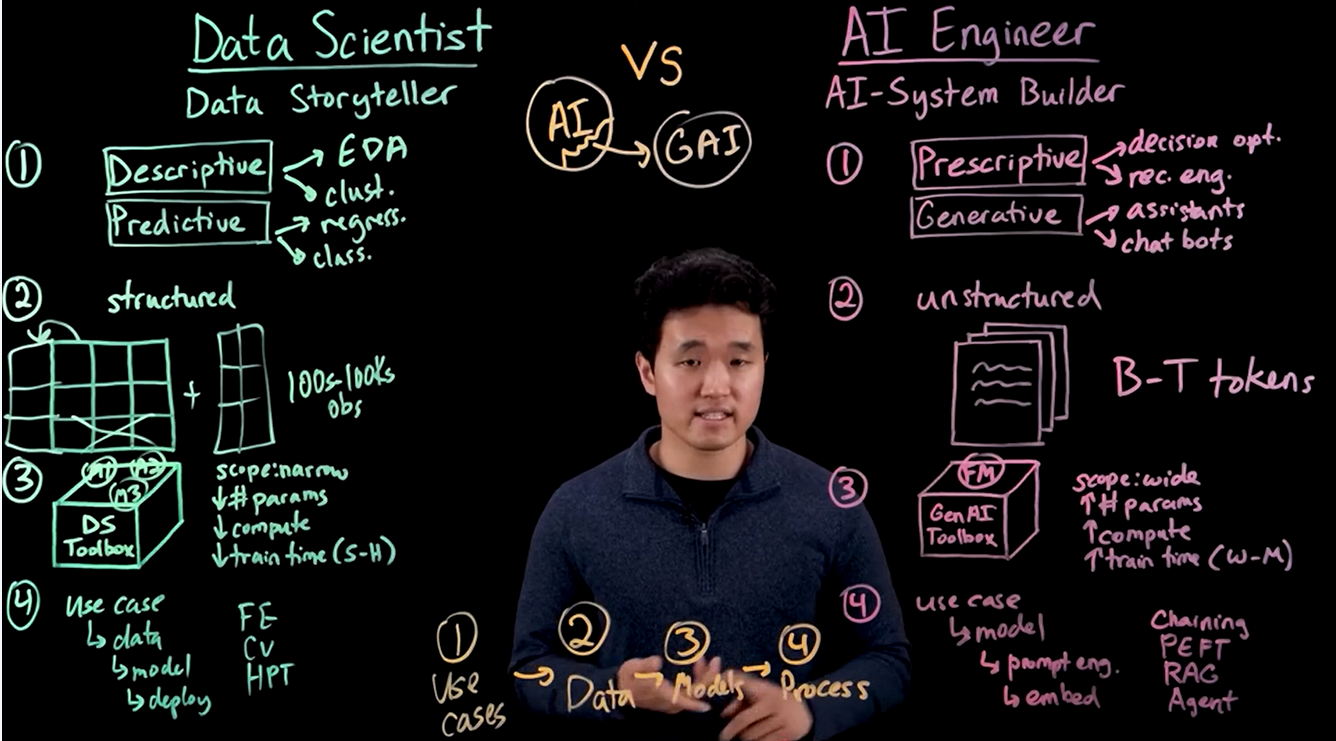 Data Scientist
Data Storyteller
1
Descriptive
EDA
clust.
Predictive
regress.
class.
2
structured
+
100s-100Ks
obs
3
M1 M2
M3
DS
Toolbox
scope:narrow
↓# params
↓compute
↓train time (S-H)
4
Use case
↳data
↳model
↳deploy
FE
CV
HPT
VS
AI
GAI
1
Use
cases
2
Data
3
Models
4
Process
AI Engineer
AI-System Builder
1
Prescriptive
decision opt.
rec. eng.
Generative
assistants
chat bots
2
unstructured
B-T tokens
3
FM
GenAI
Toolbox
scope:wide
↑# params
↑compute
↑train time (W-M)
4
use case
↳model
↳prompt eng.
↳embed
Chaining
PEFT
RAG
Agent